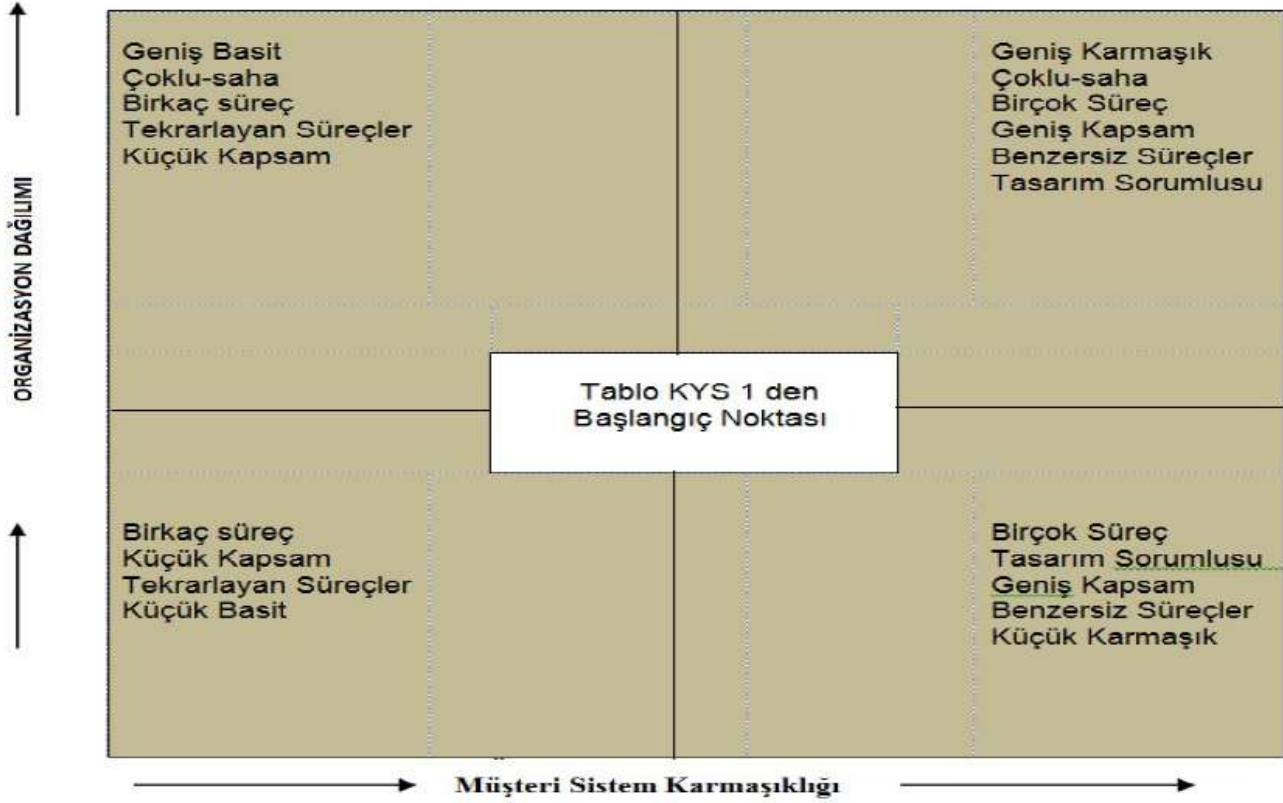 ORGANİZASYON DAĞILIMI
Geniş Basit
Çoklu-saha
Birkaç süreç
Tekrarlayan Süreçler
Küçük Kapsam
Geniş Karmaşık
Çoklu-saha
Birçok Süreç
Geniş Kapsam
Benzersiz Süreçler
Tasarım Sorumlusu
Tablo KYS 1 den
Başlangıç Noktası
Birkaç süreç
Küçük Kapsam
Tekrarlayan Süreçler
Küçük Basit
Birçok Süreç
Tasarım Sorumlusu
Geniş Kapsam
Benzersiz Süreçler
Küçük Karmaşık
Müşteri Sistem Karmaşıklığı